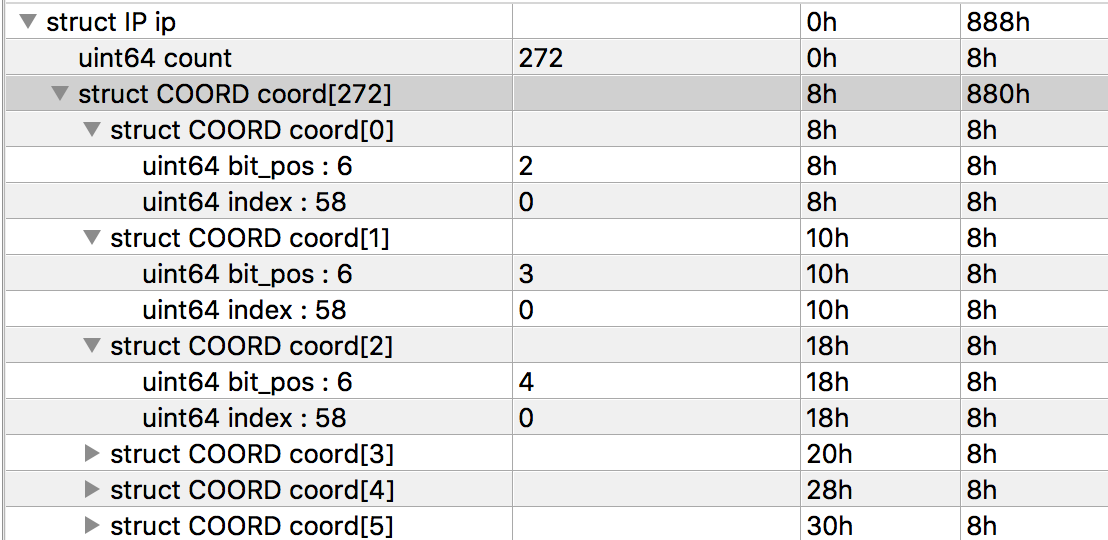 struct IP ip 0h 888h
uint64 count 272 0h 8h
struct COORD coord[272] 8h 880h
struct COORD coord[0] 8h 8h
uint64 bit_pos : 6 2 8h 8h
uint64 index : 58 0 8h 8h
struct COORD coord[1] 10h 8h
uint64 bit_pos : 6 3 10h 8h
uint64 index : 58 0 10h 8h
struct COORD coord[2] 18h 8h
uint64 bit_pos : 6 4 18h 8h
uint64 index : 58 0 18h 8h
struct COORD coord[3] 20h 8h
struct COORD coord[4] 28h 8h
struct COORD coord[5] 30h 8h